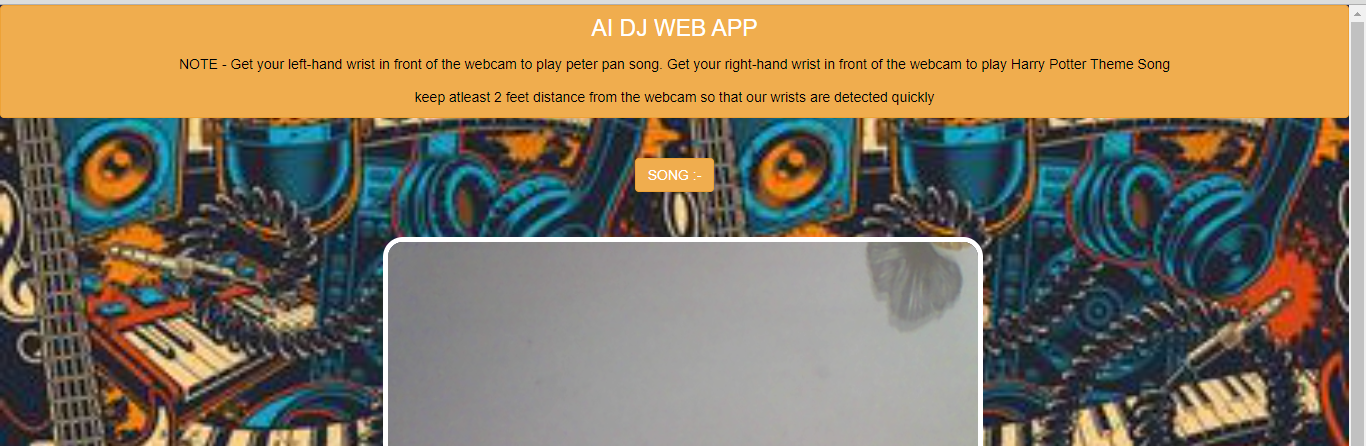 AI DJ WEB APP
NOTE - Get your left-hand wrist in front of the webcam to play peter pan song. Get your right-hand wrist in front of the webcam to play Harry Potter Theme Song
keep atleast 2 feet distance from the webcam so that our wrists are detected quickly
SONG :-